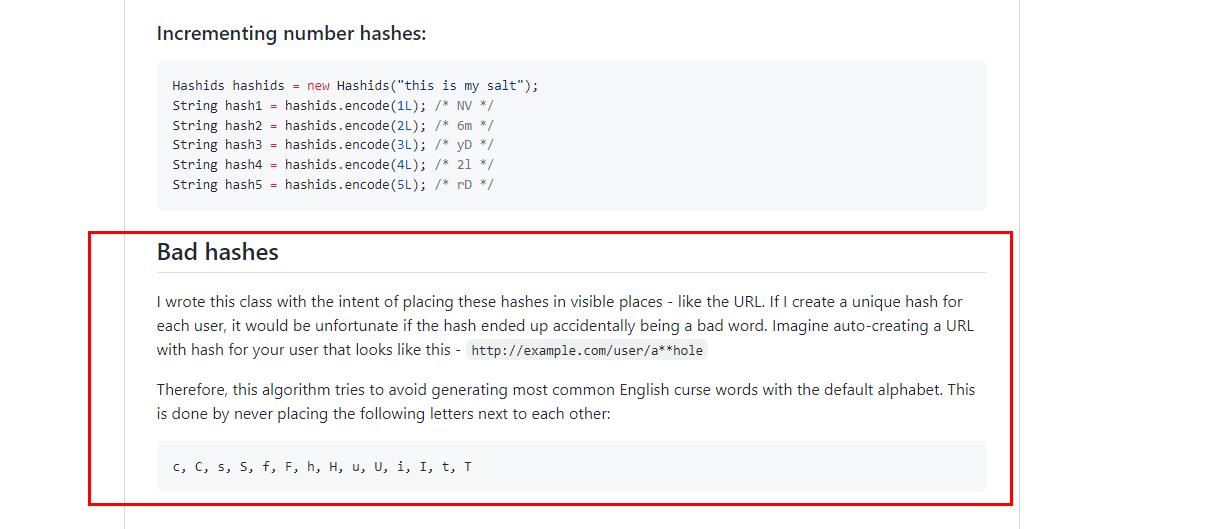 Incrementing number hashes:
Hashids hashids = new Hashids("this is my salt");
String hash1 = hashids.encode(1L); /* NV */
String hash2 = hashids.encode(2L); /* 6m */
String hash3 = hashids.encode(3L); /* yD */
String hash4 = hashids.encode(4L); /* 2l */
String hash5 = hashids.encode(5L); /* rD */
Bad hashes
I wrote this class with the intent of placing these hashes in visible places - like the URL. If I create a unique hash for
each user, it would be unfortunate if the hash ended up accidentally being a bad word. Imagine auto-creating a URL
with hash for your user that looks like this - http://example.com/user/a**hole
Therefore, this algorithm tries to avoid generating most common English curse words with the default alphabet. This
is done by never placing the following letters next to each other:
c, C, s, S, f, F, h, H, u, U, i, I, t, T